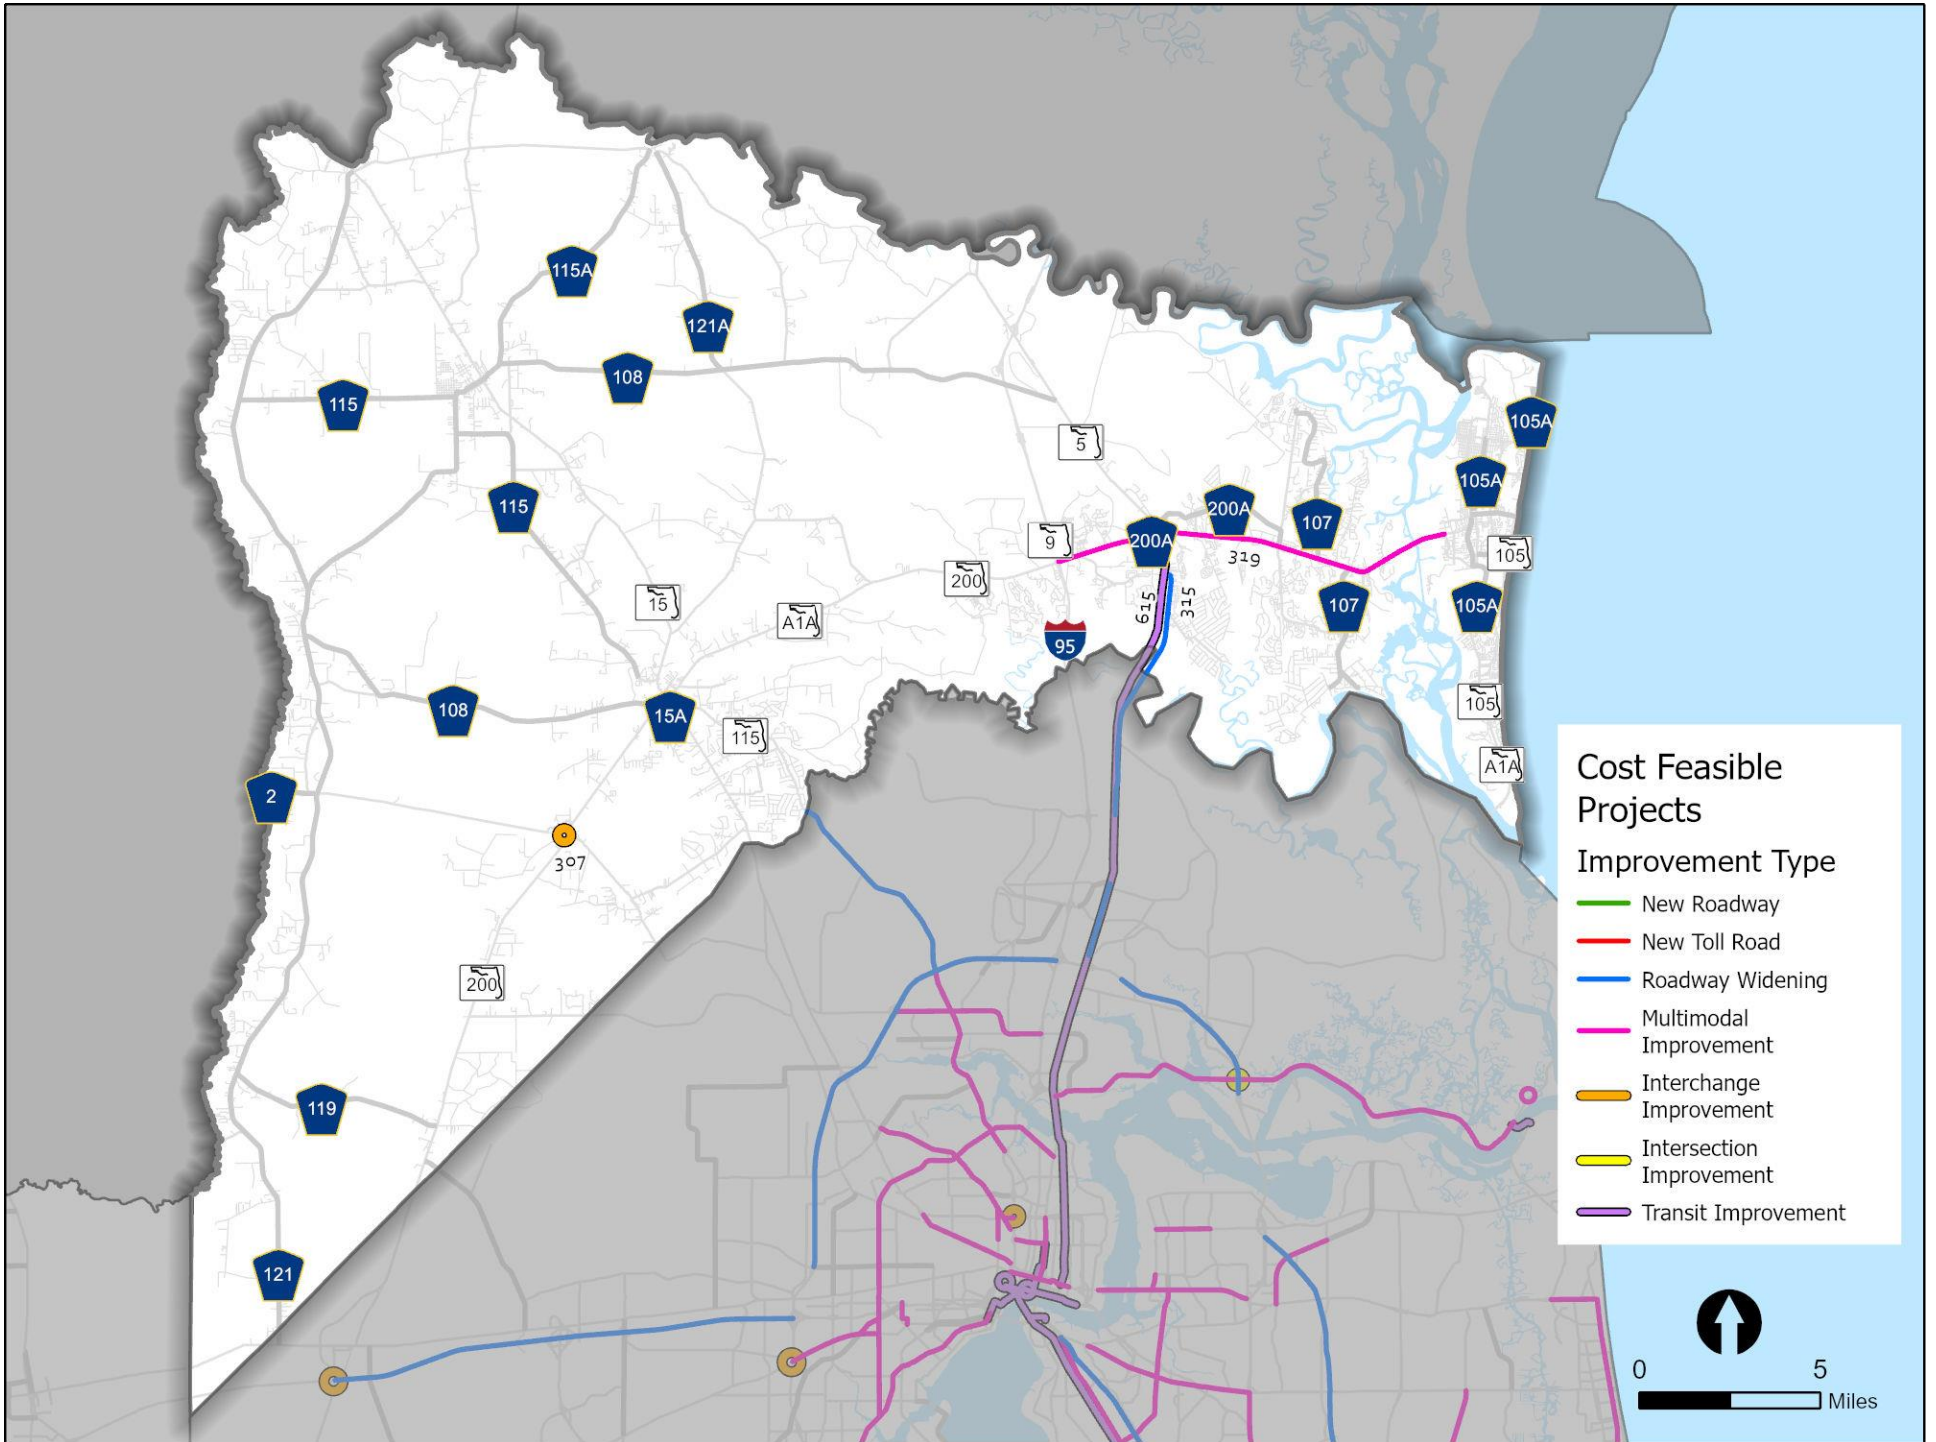 115A
121A
108
115
105A
5
105A
115
200A
107
9
200A
105
319
200
15
615
315
107
105A
A1A
95
108
15A
105
115
A1A
2
307
200
119
121
Cost Feasible
Projects
Improvement Type
New Roadway
New Toll Road
Roadway Widening
Multimodal
Improvement
Interchange
Improvement
Intersection
Improvement
Transit Improvement
0 5
Miles